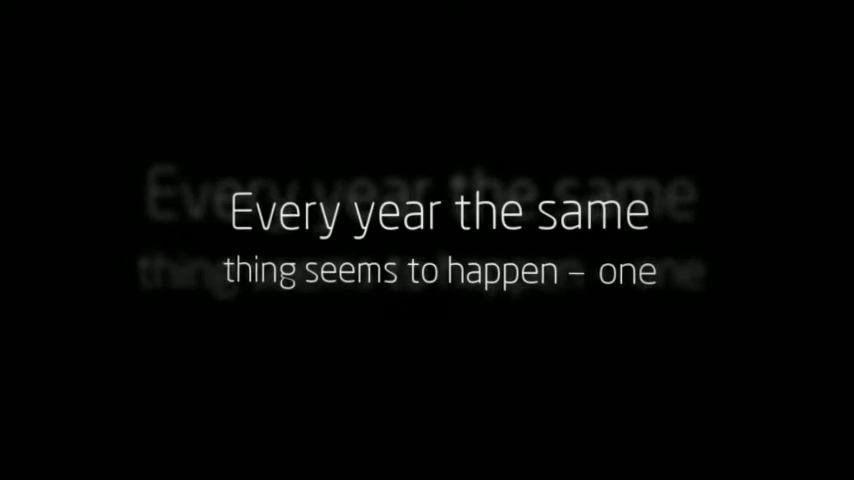 Every year the same
thing seems to happen – one